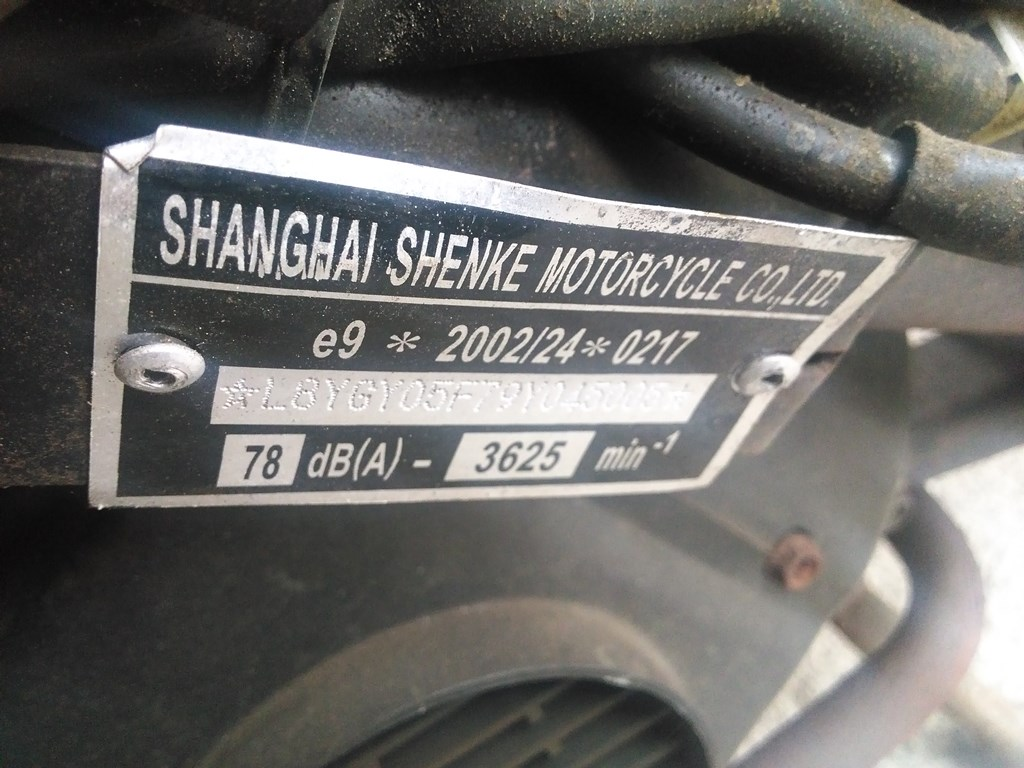 SHANGHAI SHENKE MOTORCYCLE CO.,LTD.
e9 * 2002/24 * 0217
78 dB(A) - 3625 min⁻¹